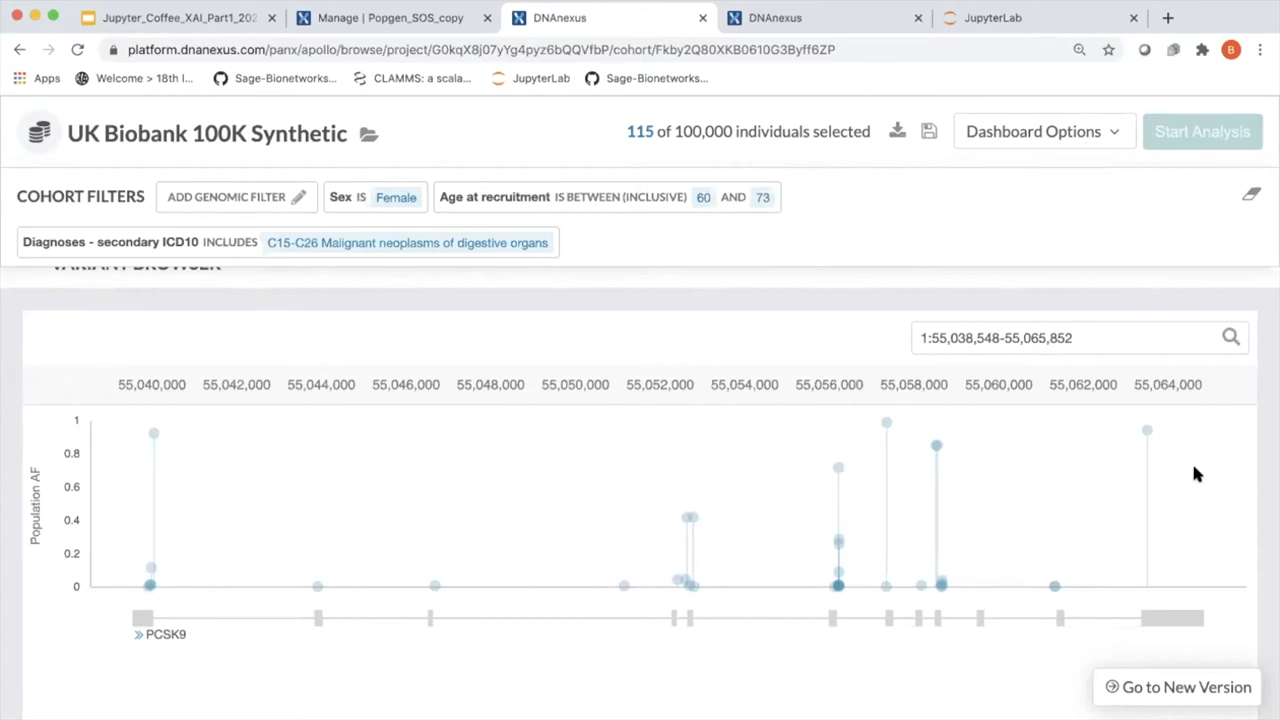 Jupyter_Coffee_XAI_Part1_202
Manage | Popgen_SOS_copy
DNAnexus
DNAnexus
JupyterLab
platform.dnanexus.com/panx/apollo/browse/project/G0kqX8j07yYg4pyz6bQQVfbP/cohort/Fkby2Q80XKB0610G3Byff6ZP
B
Apps
Welcome > 18th I...
Sage-Bionetworks...
CLAMMS: a scala...
JupyterLab
Sage-Bionetworks...
UK Biobank 100K Synthetic
115 of 100,000 individuals selected
Dashboard Options
Start Analysis
COHORT FILTERS
ADD GENOMIC FILTER
Sex IS Female
Age at recruitment IS BETWEEN (INCLUSIVE) 60 AND 73
Diagnoses - secondary ICD10 INCLUDES C15-C26 Malignant neoplasms of digestive organs
VARIANT BROWSER
1:55,038,548-55,065,852
55,040,000 55,042,000 55,044,000 55,046,000 55,048,000 55,050,000 55,052,000 55,054,000 55,056,000 55,058,000 55,060,000 55,062,000 55,064,000
Population AF
1
0.8
0.6
0.4
0.2
0
PCSK9
Go to New Version